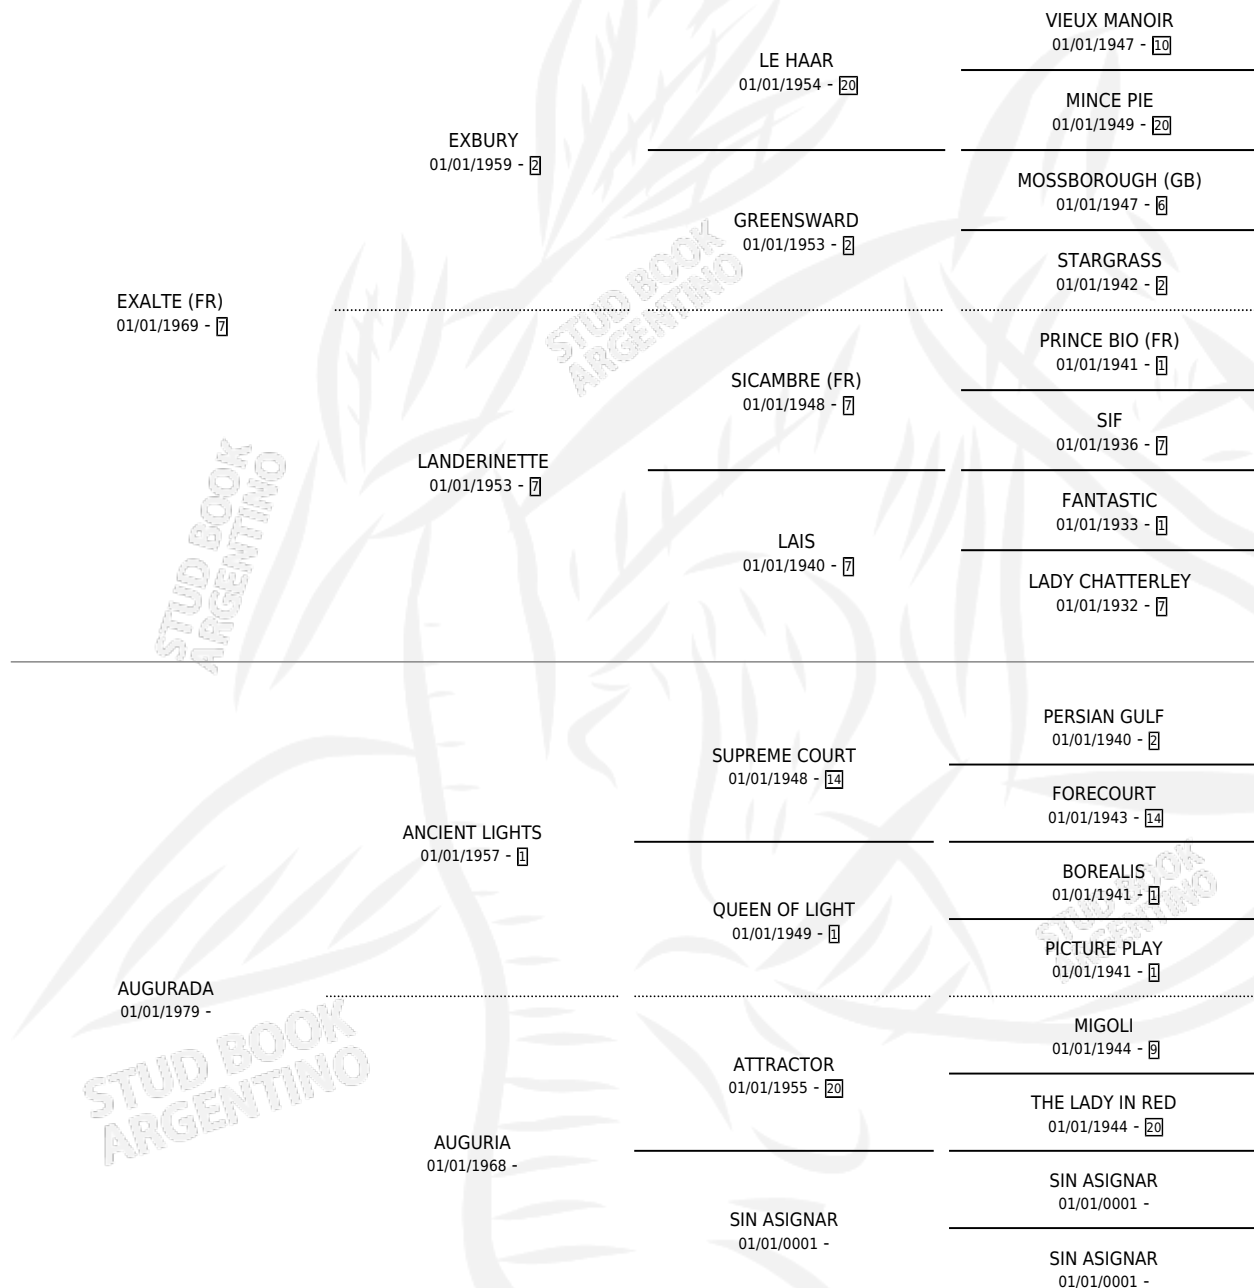 VIEUX MANOIR
01/01/1947 - 10
LE HAAR
01/01/1954 - 20
MINCE PIE
01/01/1949 - 20
EXBURY
01/01/1959 - 2
MOSSBOROUGH (GB)
01/01/1947 - 6
GREENSWARD
01/01/1953 - 2
STARGRASS
01/01/1942 - 2
EXALTE (FR)
01/01/1969 - 7
PRINCE BIO (FR)
01/01/1941 - 1
SICAMBRE (FR)
01/01/1948 - 7
SIF
01/01/1936 - 7
LANDERINETTE
01/01/1953 - 7
FANTASTIC
01/01/1933 - 1
LAIS
01/01/1940 - 7
LADY CHATTERLEY
01/01/1932 - 7
PERSIAN GULF
01/01/1940 - 2
SUPREME COURT
01/01/1948 - 14
FORECOURT
01/01/1943 - 14
ANCIENT LIGHTS
01/01/1957 - 1
BOREALIS
01/01/1941 - 1
QUEEN OF LIGHT
01/01/1949 - 1
PICTURE PLAY
01/01/1941 - 1
AUGURADA
01/01/1979 -
MIGOLI
01/01/1944 - 9
ATTRACTOR
01/01/1955 - 20
THE LADY IN RED
01/01/1944 - 20
AUGURIA
01/01/1968 -
SIN ASIGNAR
01/01/0001 -
SIN ASIGNAR
01/01/0001 -
SIN ASIGNAR
01/01/0001 -
STUD BOOK
ARGENTINO
STUD BOOK
ARGENTINO
STUD BOOK
ARGENTINO
STUD BOOK
ARGENTINO